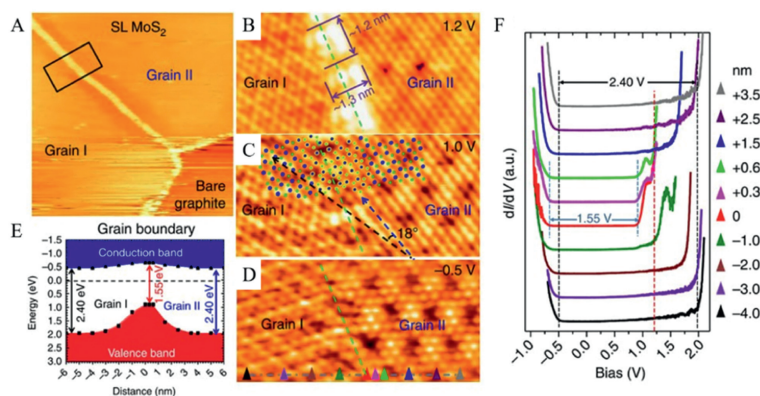 A
SL MoS₂
Grain II
Grain I
Bare
graphite
B
1.2 V
~1.2 nm
Grain I
Grain II
~1.3 nm
C
1.0 V
Grain I
Grain II
18°
D
−0.5 V
Grain I
Grain II
E
Grain boundary
Conduction band
Energy (eV)
−1.5
−1.0
−0.5
0.0
0.5
1.0
1.5
2.0
3.0
2.40 eV
Grain I
1.55 eV
Grain II
2.40 eV
Valence band
−6 −5 −4 −3 −2 −1 0 1 2 3 4 5 6
Distance (nm)
F
dI/dV (a.u.)
2.40 V
1.55 V
nm
+3.5
+2.5
+1.5
+0.6
+0.3
0
−1.0
−2.0
−3.0
−4.0
−1.0 −0.5 0.0 0.5 1.0 1.5 2.0
Bias (V)